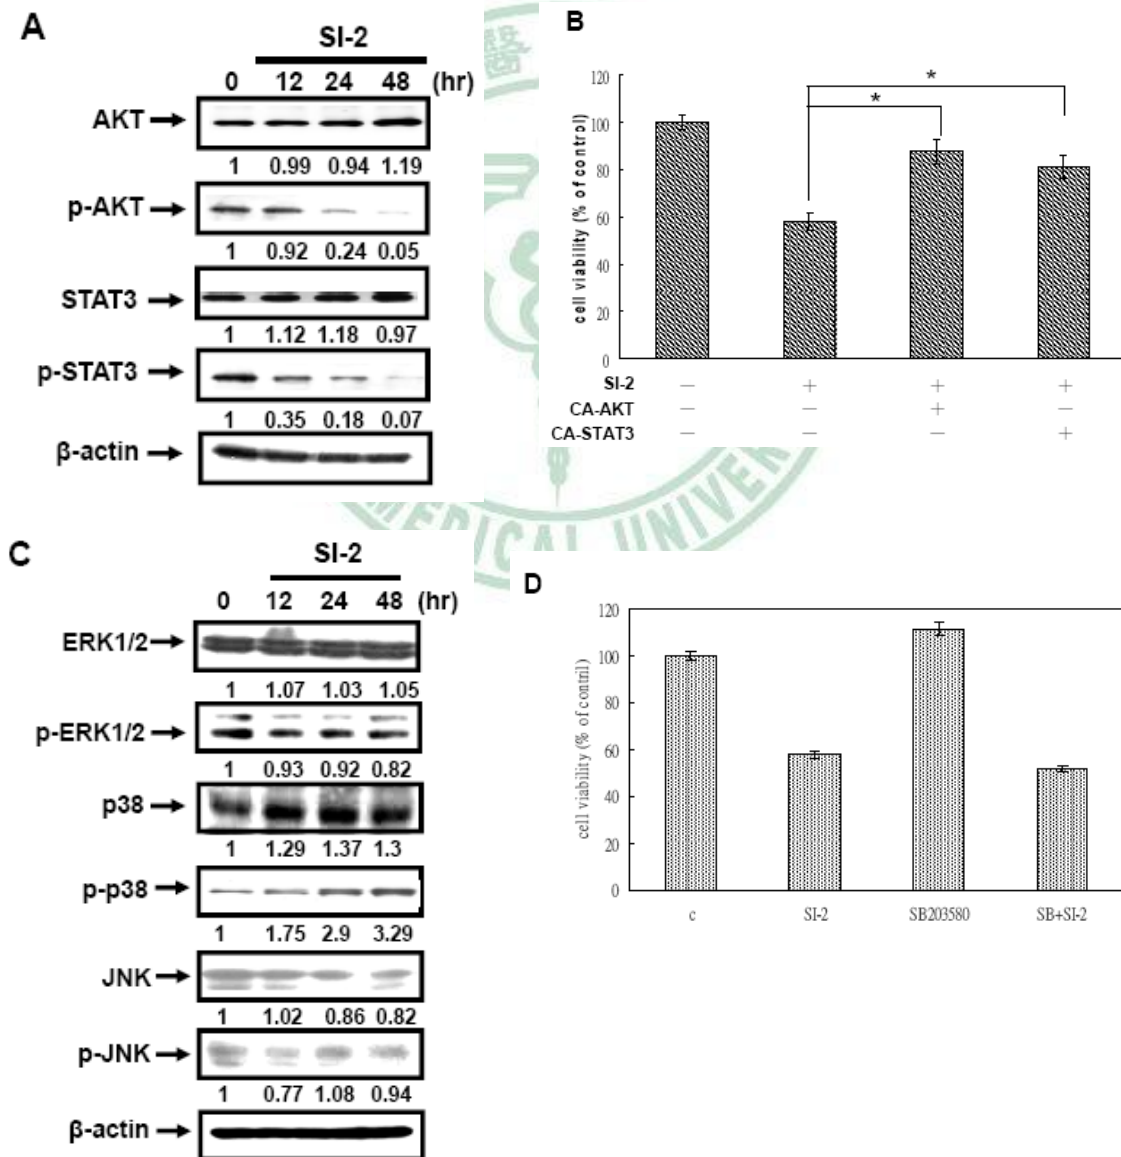 A
SI-2
0 12 24 48 (hr)
AKT
1 0.99 0.94 1.19
p-AKT
1 0.92 0.24 0.05
STAT3
1 1.12 1.18 0.97
p-STAT3
1 0.35 0.18 0.07
β-actin
B
醫
cell viability (% of control)
120
100
80
60
40
20
0
*
*
SI-2 — + + +
CA-AKT — — + —
CA-STAT3 — — — +
MEDICAL UNIVER
C
SI-2
0 12 24 48 (hr)
ERK1/2
1 1.07 1.03 1.05
p-ERK1/2
1 0.93 0.92 0.82
p38
1 1.29 1.37 1.3
p-p38
1 1.75 2.9 3.29
JNK
1 1.02 0.86 0.82
p-JNK
1 0.77 1.08 0.94
β-actin
D
cell viability (% of contril)
120
100
80
60
40
20
0
c SI-2 SB203580 SB+SI-2